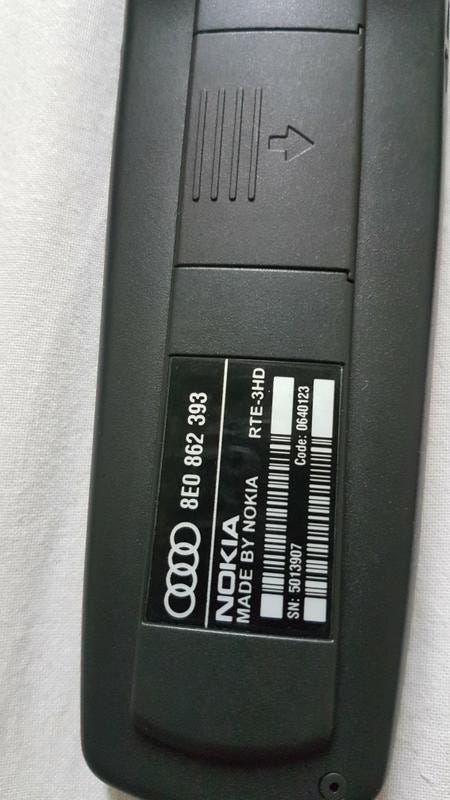 8E0 862 393
NOKIA
MADE BY NOKIA RTE-3HD
SN: 5013907 Code: 0640123